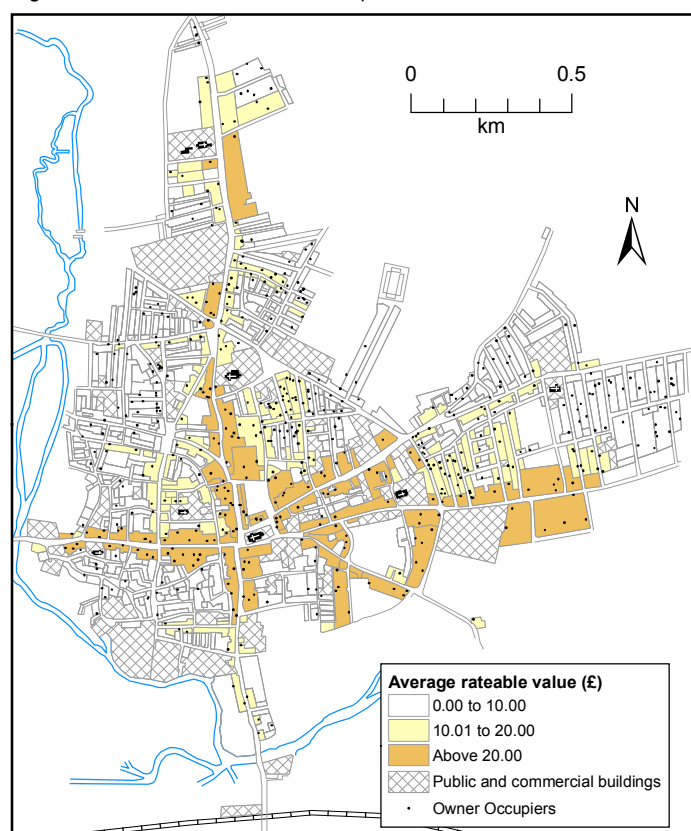 0 0.5
km
N
Average rateable value (£)
0.00 to 10.00
10.01 to 20.00
Above 20.00
Public and commercial buildings
Owner Occupiers